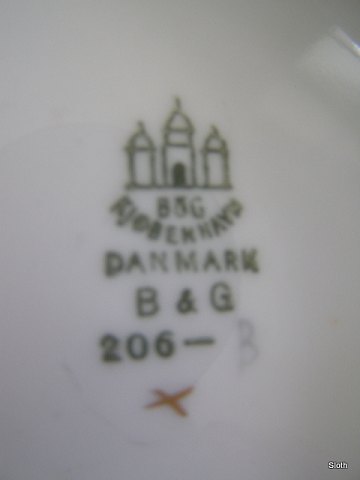 B&G
KJØBENHAVN
DANMARK
B & G
206— B
Sloth